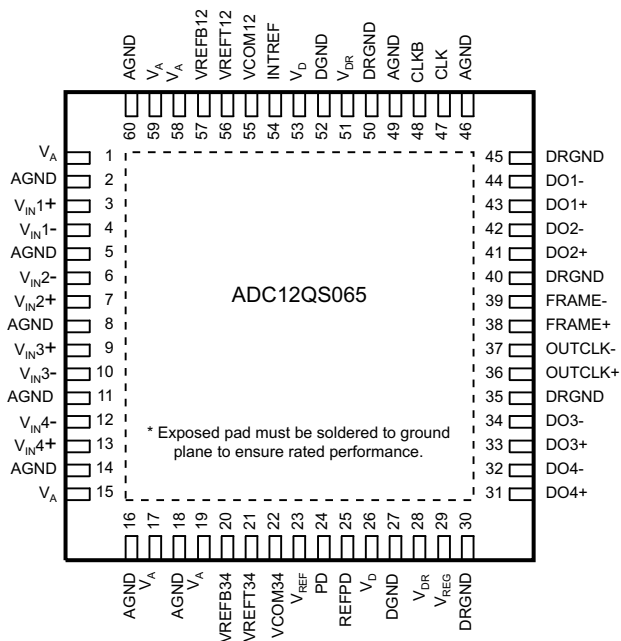 AGND VA VA VREFB12 VREFT12 VCOM12 INTREF VD DGND VDR DRGND AGND CLKB CLK AGND
60 59 58 57 56 55 54 53 52 51 50 49 48 47 46
VA 1
AGND 2
VIN1+ 3
VIN1- 4
AGND 5
VIN2- 6
VIN2+ 7
AGND 8
VIN3+ 9
VIN3- 10
AGND 11
VIN4- 12
VIN4+ 13
AGND 14
VA 15
ADC12QS065
* Exposed pad must be soldered to ground
plane to ensure rated performance.
45 DRGND
44 DO1-
43 DO1+
42 DO2-
41 DO2+
40 DRGND
39 FRAME-
38 FRAME+
37 OUTCLK-
36 OUTCLK+
35 DRGND
34 DO3-
33 DO3+
32 DO4-
31 DO4+
16 17 18 19 20 21 22 23 24 25 26 27 28 29 30
AGND VA AGND VA VREFB34 VREFT34 VCOM34 VREF PD REFPD VD DGND VDR VREG DRGND